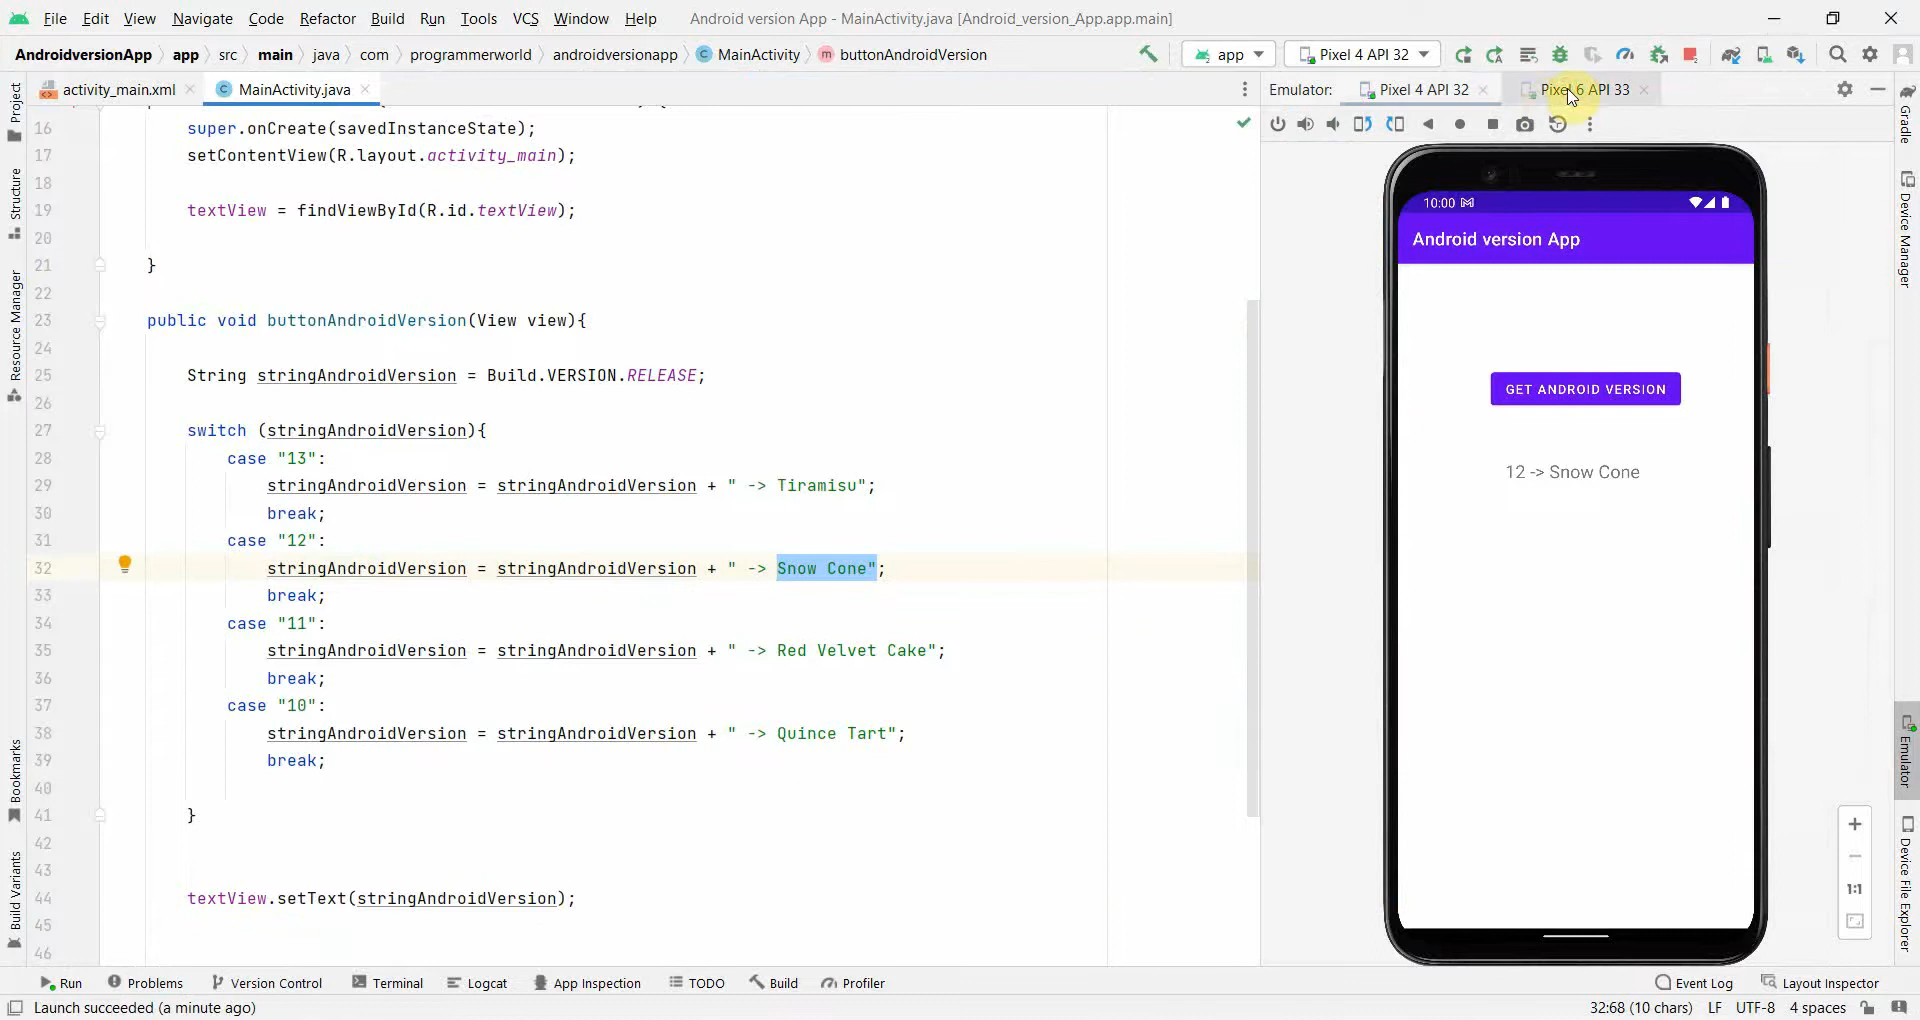 File Edit View Navigate Code Refactor Build Run Tools VCS Window Help Android version App - MainActivity.java [Android_version_App.app.main]
AndroidversionApp app src main java com programmerworld androidversionapp MainActivity buttonAndroidVersion app Pixel 4 API 32
activity_main.xml MainActivity.java Emulator: Pixel 4 API 32 Pixel 6 API 33
Project
Structure
Resource Manager
Bookmarks
Build Variants
16 super.onCreate(savedInstanceState);
17 setContentView(R.layout.activity_main);
18
19 textView = findViewById(R.id.textView);
20
21 }
22
23 public void buttonAndroidVersion(View view){
24
25 String stringAndroidVersion = Build.VERSION.RELEASE;
26
27 switch (stringAndroidVersion){
28 case "13":
29 stringAndroidVersion = stringAndroidVersion + " -> Tiramisu";
30 break;
31 case "12":
32 stringAndroidVersion = stringAndroidVersion + " -> Snow Cone";
33 break;
34 case "11":
35 stringAndroidVersion = stringAndroidVersion + " -> Red Velvet Cake";
36 break;
37 case "10":
38 stringAndroidVersion = stringAndroidVersion + " -> Quince Tart";
39 break;
40
41 }
42
43
44 textView.setText(stringAndroidVersion);
45
46
10:00
Android version App
GET ANDROID VERSION
12 -> Snow Cone
1:1
Gradle
Device Manager
Emulator
Device File Explorer
Run Problems Version Control Terminal Logcat App Inspection TODO Build Profiler Event Log Layout Inspector
Launch succeeded (a minute ago) 32:68 (10 chars) LF UTF-8 4 spaces